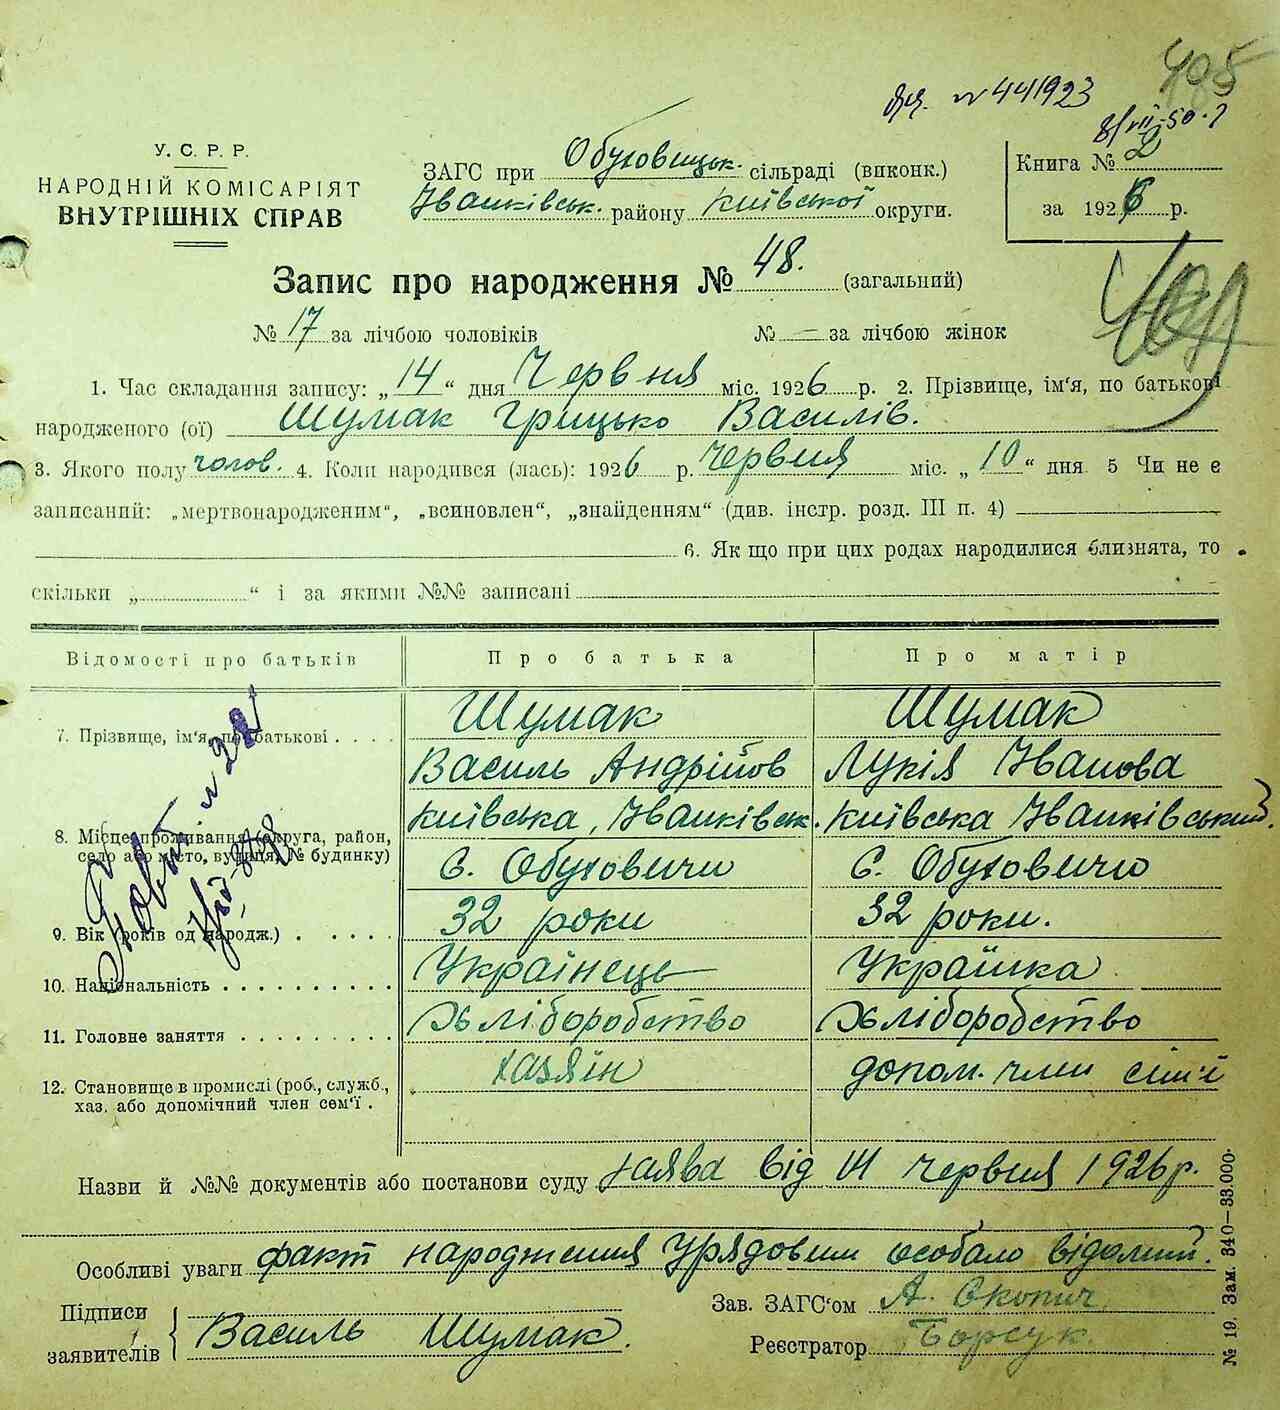 405
№ 441923
8/VII-50 г
У. С. Р. Р.
НАРОДНІЙ КОМІСАРІЯТ
ВНУТРІШНІХ СПРАВ
ЗАГС при Обуховицьк. сільраді (виконк.)
Іванківськ. району Київської округи.
Книга № 2
за 1926 р.
Запис про народження № 48. (загальний)
№ 17 за лічбою чоловіків № — за лічбою жінок
1. Час складання запису: „14“ дня Червня міс. 1926 р. 2. Прізвище, ім'я, по батькові
народженого (ої) Шумак Грицько Василів.
3. Якого полу чолов. 4. Коли народився (лась): 1926 р. Червня міс. „10“ дня. 5 Чи не є
записаний: „мертвонародженим“, „всиновлен“, „знайденням“ (див. інстр. розд. III п. 4)
6. Як що при цих родах народилися близнята, то
скільки „ “ і за якими №№ записані
Відомості про батьків Про батька Про матір
7. Прізвище, ім'я, по батькові . . . . Шумак Шумак
Василь Андрійов Лукія Іванова
8. Місце проживання (округа, район, село або місто, вулиця, № будинку) Київська, Іванківськ. Київська Іванківський.
с. Обуховичи с. Обуховичи
9. Вік (років од народж.) . . . . . 32 роки 32 роки.
10. Національність . . . . . . . . . . Українець Українка
11. Головне заняття . . . . . . . . . Хліборобство Хліборобство
12. Становище в промислі (роб., служб., хаз. або допомічний член сем'ї . хазяїн допом. член сім'ї
Назви й №№ документів або постанови суду заява від 14 червня 1926 р.
Особливі уваги факт народження Урядовим особало відомий.
Підписи заявителів Василь Шумак.
Зав. ЗАГС'ом А. Скопич
Реєстратор Борсук
№ 19. Зам. 340—33.000.